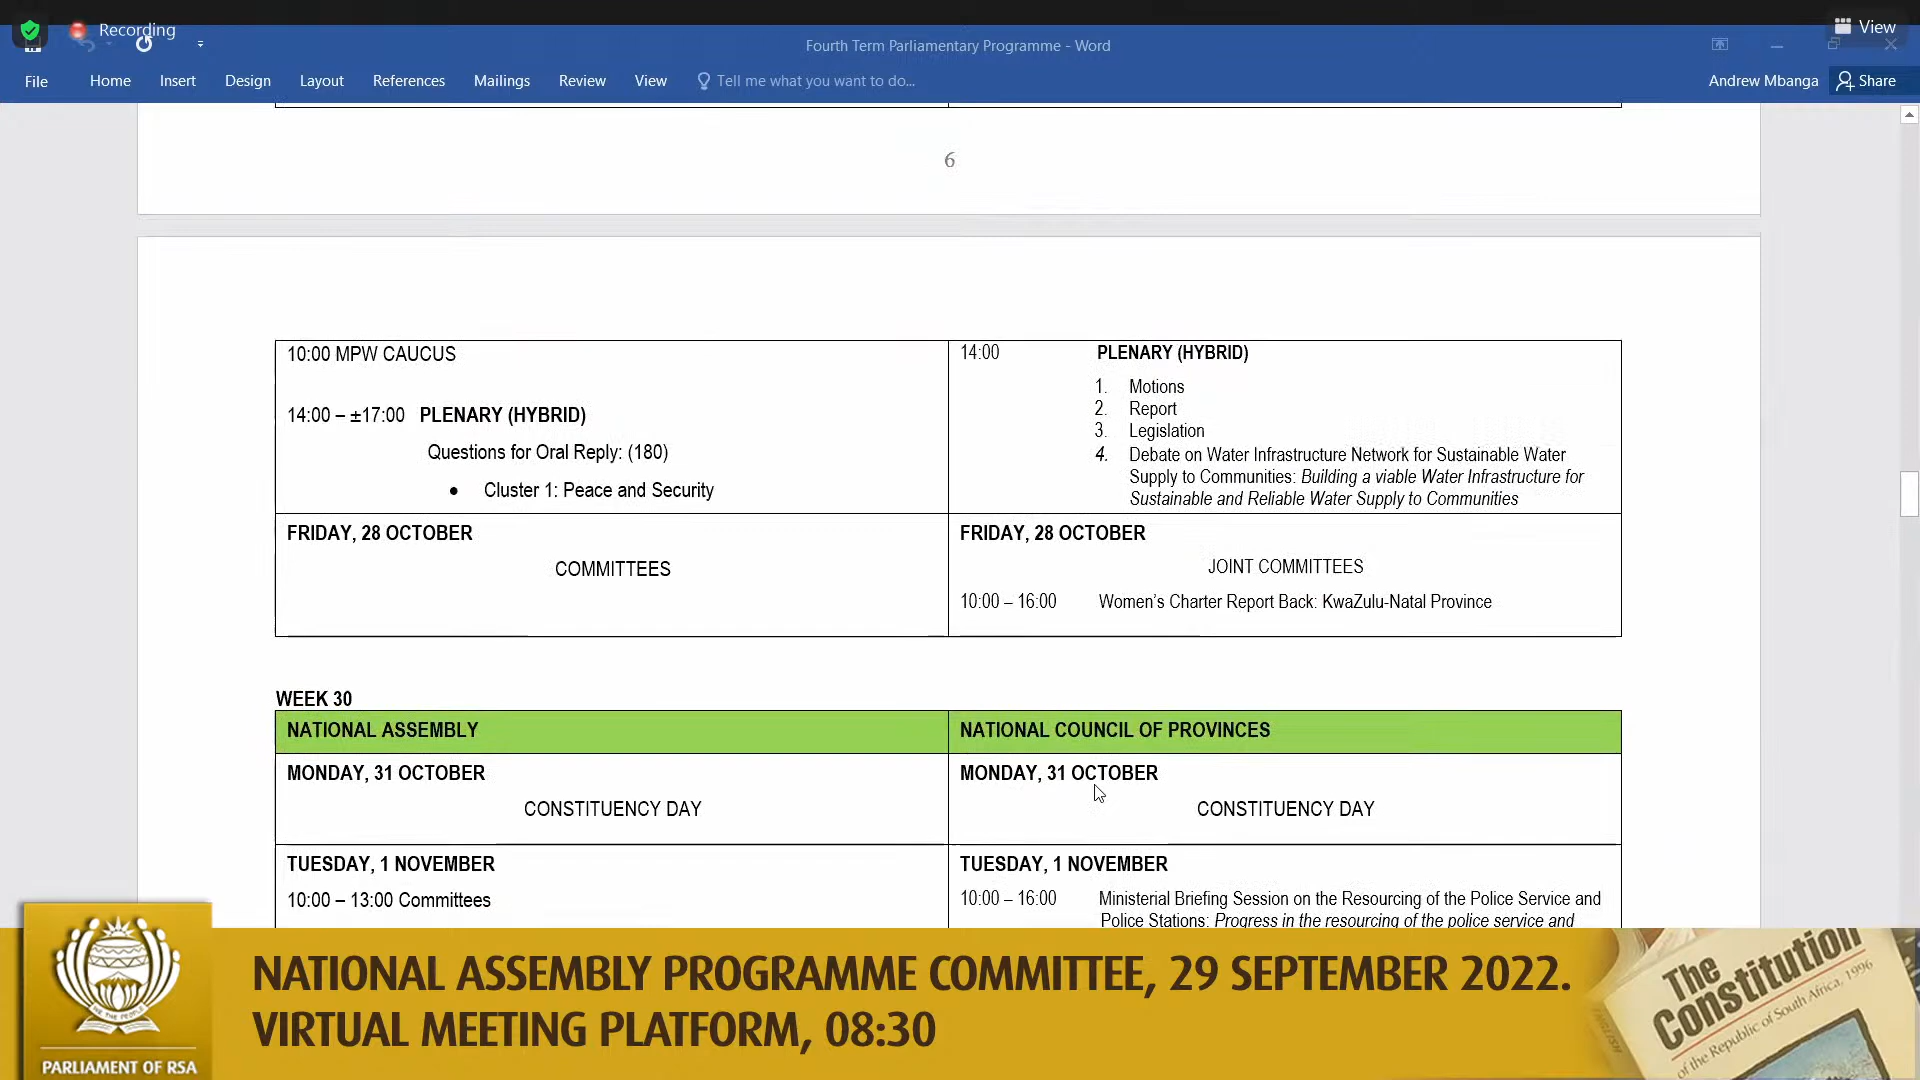 Recording
View
Fourth Term Parliamentary Programme - Word
File
Home
Insert
Design
Layout
References
Mailings
Review
View
Tell me what you want to do...
Andrew Mbanga
Share
6
10:00 MPW CAUCUS
14:00 – ±17:00 PLENARY (HYBRID)
Questions for Oral Reply: (180)
● Cluster 1: Peace and Security
14:00 PLENARY (HYBRID)
1. Motions
2. Report
3. Legislation
4. Debate on Water Infrastructure Network for Sustainable Water
Supply to Communities: Building a viable Water Infrastructure for
Sustainable and Reliable Water Supply to Communities
FRIDAY, 28 OCTOBER
COMMITTEES
FRIDAY, 28 OCTOBER
JOINT COMMITTEES
10:00 – 16:00 Women's Charter Report Back: KwaZulu-Natal Province
WEEK 30
NATIONAL ASSEMBLY
NATIONAL COUNCIL OF PROVINCES
MONDAY, 31 OCTOBER
CONSTITUENCY DAY
MONDAY, 31 OCTOBER
CONSTITUENCY DAY
TUESDAY, 1 NOVEMBER
10:00 – 13:00 Committees
TUESDAY, 1 NOVEMBER
10:00 – 16:00 Ministerial Briefing Session on the Resourcing of the Police Service and
Police Stations: Progress in the resourcing of the police service and
NATIONAL ASSEMBLY PROGRAMME COMMITTEE, 29 SEPTEMBER 2022.
VIRTUAL MEETING PLATFORM, 08:30
PARLIAMENT OF RSA
The
Constitution
of the Republic of South Africa, 1996
ENGLISH